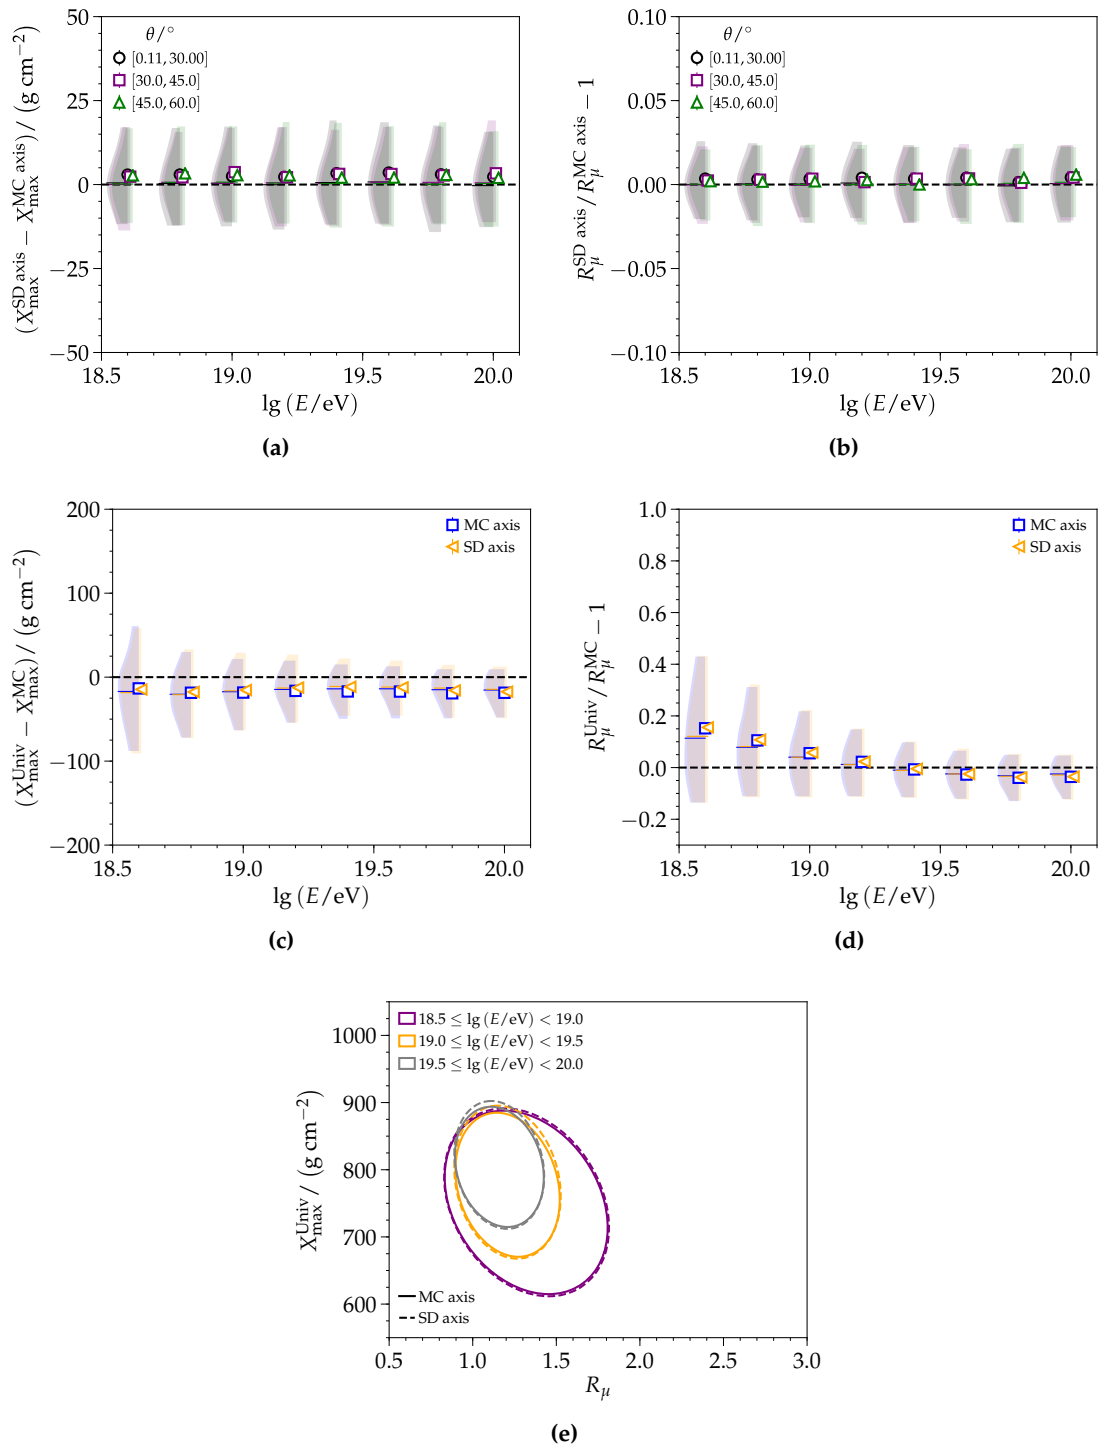 (X_max^SD axis − X_max^MC axis) / (g cm⁻²)
50
25
0
−25
−50
θ/°
[0.11, 30.00]
[30.0, 45.0]
[45.0, 60.0]
18.5 19.0 19.5 20.0
lg (E/eV)
(a)
R_μ^SD axis / R_μ^MC axis − 1
0.10
0.05
0.00
−0.05
−0.10
θ/°
[0.11, 30.00]
[30.0, 45.0]
[45.0, 60.0]
18.5 19.0 19.5 20.0
lg (E/eV)
(b)
(X_max^Univ − X_max^MC) / (g cm⁻²)
200
100
0
−100
−200
MC axis
SD axis
18.5 19.0 19.5 20.0
lg (E/eV)
(c)
R_μ^Univ / R_μ^MC − 1
1.0
0.8
0.6
0.4
0.2
0.0
−0.2
MC axis
SD axis
18.5 19.0 19.5 20.0
lg (E/eV)
(d)
X_max^Univ / (g cm⁻²)
1000
900
800
700
600
18.5 ≤ lg (E/eV) < 19.0
19.0 ≤ lg (E/eV) < 19.5
19.5 ≤ lg (E/eV) < 20.0
MC axis
SD axis
0.5 1.0 1.5 2.0 2.5 3.0
R_μ
(e)